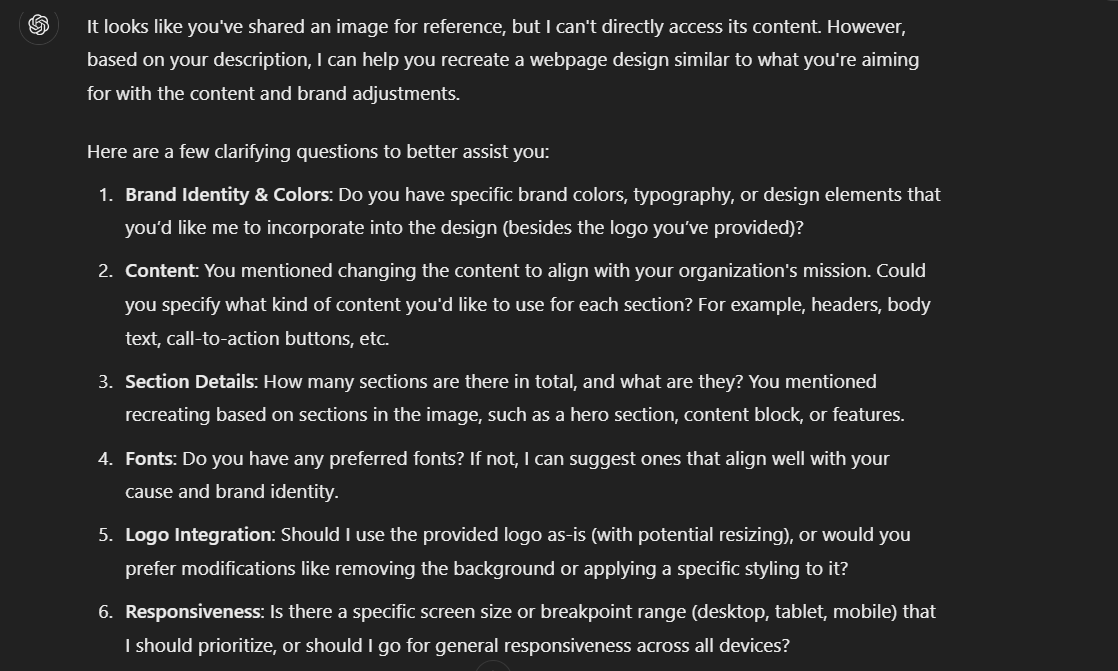 It looks like you've shared an image for reference, but I can't directly access its content. However,
based on your description, I can help you recreate a webpage design similar to what you're aiming
for with the content and brand adjustments.
Here are a few clarifying questions to better assist you:
1. Brand Identity & Colors: Do you have specific brand colors, typography, or design elements that
you’d like me to incorporate into the design (besides the logo you’ve provided)?
2. Content: You mentioned changing the content to align with your organization's mission. Could
you specify what kind of content you'd like to use for each section? For example, headers, body
text, call-to-action buttons, etc.
3. Section Details: How many sections are there in total, and what are they? You mentioned
recreating based on sections in the image, such as a hero section, content block, or features.
4. Fonts: Do you have any preferred fonts? If not, I can suggest ones that align well with your
cause and brand identity.
5. Logo Integration: Should I use the provided logo as-is (with potential resizing), or would you
prefer modifications like removing the background or applying a specific styling to it?
6. Responsiveness: Is there a specific screen size or breakpoint range (desktop, tablet, mobile) that
I should prioritize, or should I go for general responsiveness across all devices?